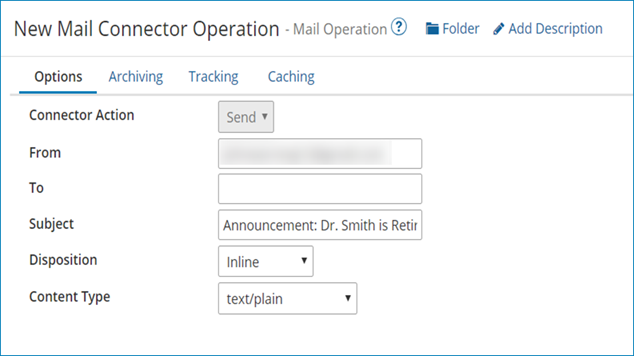 New Mail Connector Operation - Mail Operation ? Folder Add Description
Options Archiving Tracking Caching
Connector Action Send
From
To
Subject Announcement: Dr. Smith is Retir
Disposition Inline
Content Type text/plain